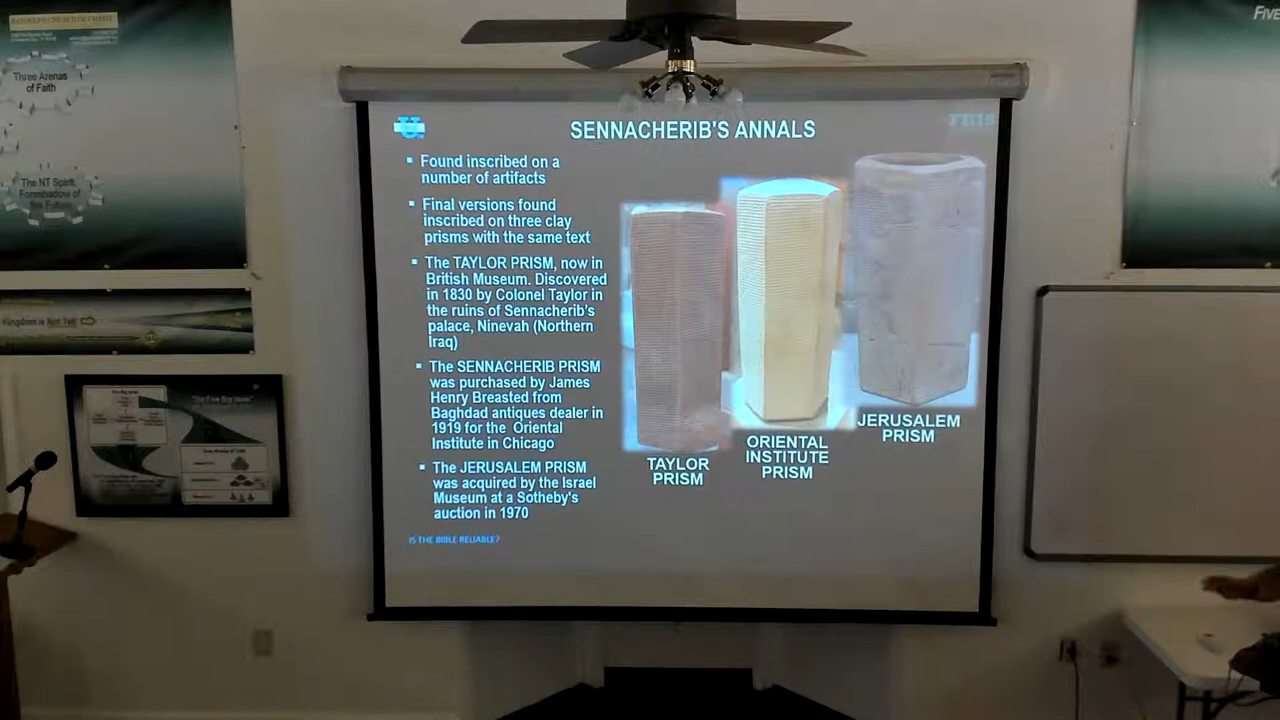 RANDOLPH CHURCH OF CHRIST
Three Arenas
of Faith
The NT Spirit,
Foreshadow of
the Future
Kingdom is Not Yet
"The Five Big Ideas"
FIVE
SENNACHERIB'S ANNALS
▪ Found inscribed on a
number of artifacts
▪ Final versions found
inscribed on three clay
prisms with the same text
▪ The TAYLOR PRISM, now in
British Museum. Discovered
in 1830 by Colonel Taylor in
the ruins of Sennacherib's
palace, Ninevah (Northern
Iraq)
▪ The SENNACHERIB PRISM
was purchased by James
Henry Breasted from
Baghdad antiques dealer in
1919 for the Oriental
Institute in Chicago
▪ The JERUSALEM PRISM
was acquired by the Israel
Museum at a Sotheby's
auction in 1970
IS THE BIBLE RELIABLE?
TAYLOR
PRISM
ORIENTAL
INSTITUTE
PRISM
JERUSALEM
PRISM